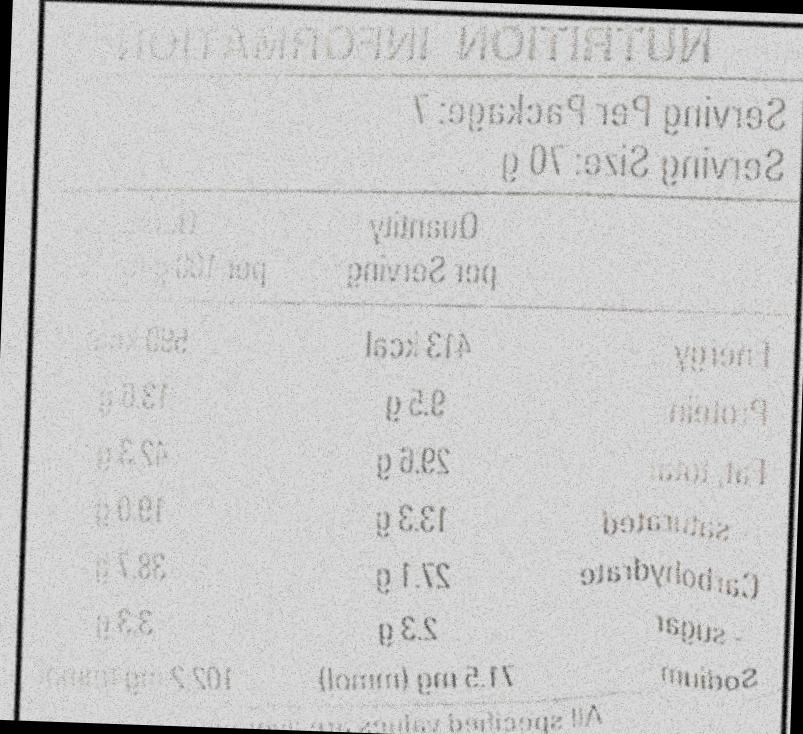 NUTRITION INFORMATION
Serving Per Package: 7
Serving Size: 70 g
Quantity
per Serving per 100 g
Energy 413 kcal 590 kcal
Protein 9.5 g 13.6 g
Fat, total 29.6 g 42.3 g
- saturated 13.3 g 19.0 g
Carbohydrate 27.1 g 38.7 g
- sugar 2.3 g 3.3 g
Sodium 71.5 mg (mmol) 102.2 mg (mmol)
All specified values are